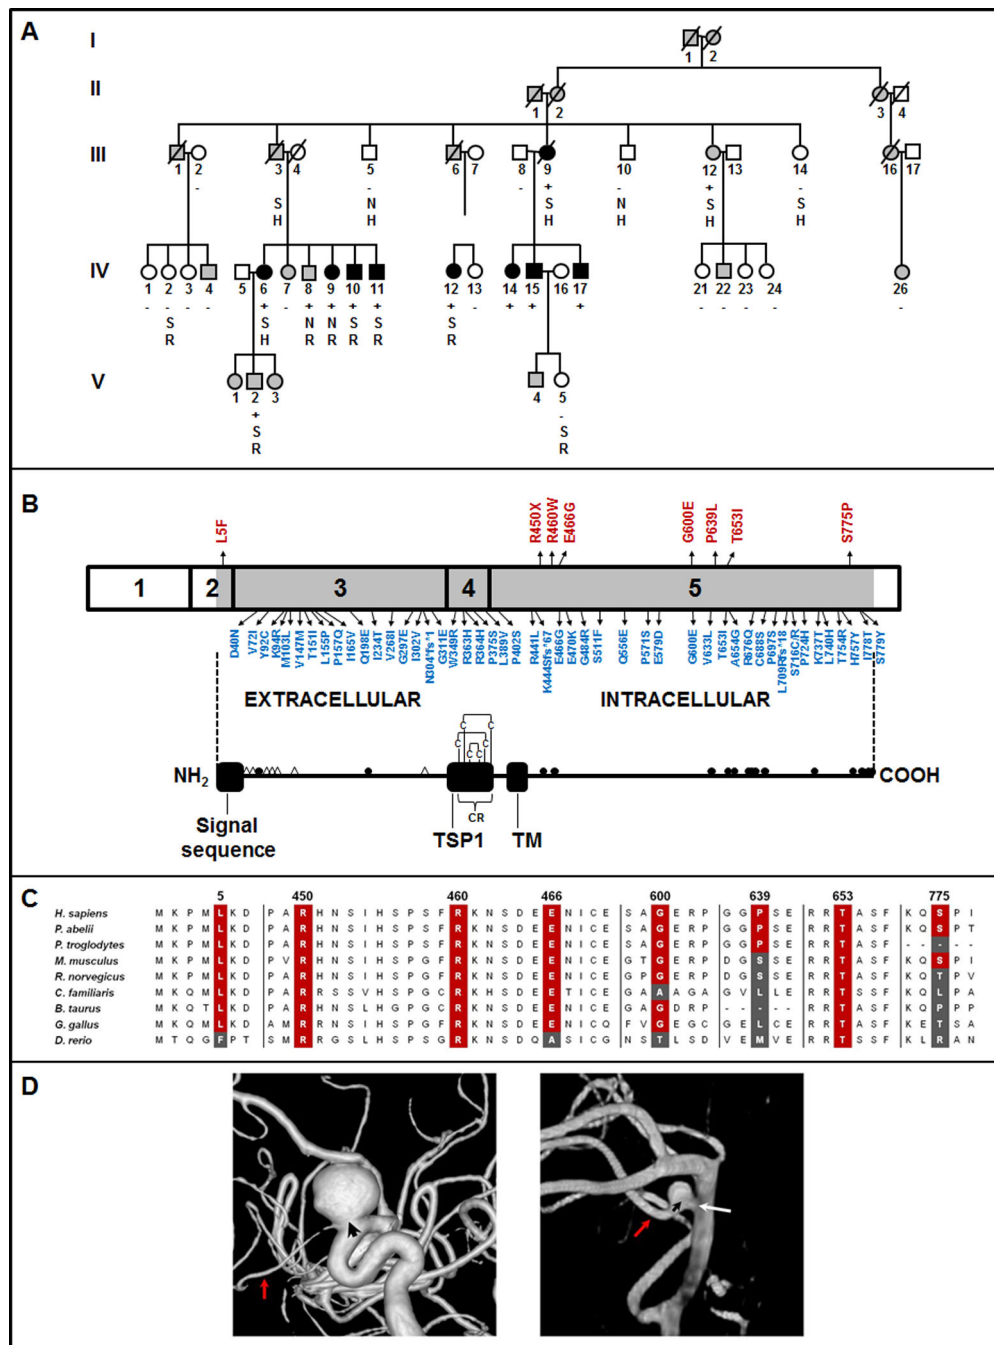 A
I
1 2
II
1 2 3 4
III
1 2 3 4 5 6 7 8 9 10 12 13 14 16 17
- - - + - + -
S N S N S S
H H H H H H
IV
1 2 3 4 5 6 7 8 9 10 11 12 13 14 15 16 17 21 22 23 24 26
- - - - + - + + + + + - + + + - - - - -
S S N N S S S
R H R R R R R
V
1 2 3 4 5
+ -
S S
R R
B
L5F R450X R460W E466G G600E P639L T653I S775P
1 2 3 4 5
D40N V72I Y92C K94R M103L V147M T151I L155P P157Q I165V Q198E I234T V268I G297E I302V N304*fs*1 G311E W349R R363H R364H P375S L389V P402S R441L K444Sfs*67 E466G E470K G484R S511F Q556E P571S E579D G600E V633L T653I A654G R676Q C688S P697S L709Rfs*18 S716C/R P724H K737T L740H T754R H757Y I778T S779Y
EXTRACELLULAR INTRACELLULAR
C C
C C
C C
NH2 COOH
CR
Signal
sequence
TSP1 TM
C
5 450 460 466 600 639 653 775
H. sapiens M K P M L K D P A R H N S I H S P S F R K N S D E E N I C E S A G E R P G G P S E R R T A S F K Q S P I
P. abelii M K P M L K D P A R H N S I H S P S F R K N S D E E N I C E S A G E R P G G P S E R R T A S F K Q S P T
P. troglodytes M K P M L K D P A R H N S I H S P S F R K N S D E E N I C E S A G E R P G G P S E R R T A S F - - - - -
M. musculus M K P M L K D P V R H N S I H S P G F R K N S D E E N I C E G T G E R P D G S S E R R T A S F K Q S P I
R. norvegicus M K P M L K D P A R H N S I H S P G F R K N S D E E N I C E G P G E R P D G S S E R R T A S F K Q T P V
C. familiaris M K Q M L K D P A R R S S V H S P G C R K H S D E E T I C E G A A A G A G V L L E R R T S S F K Q L P A
B. taurus M K Q T L K D P A R H N S L H G P G C R K N S D E E N I C E G A G D R P - - - - E R R T S S F K Q P P A
G. gallus M K Q M L K D A M R R N S I H S P G F R K N S D E E N I C Q F V G E G C G E L C E R R T A S F K E T S A
D. rerio M T Q G F P T S M R R G S L H S P S G R K N S D Q A S I C G N S T L S D V E M V E R R T S S F K L R A N
D